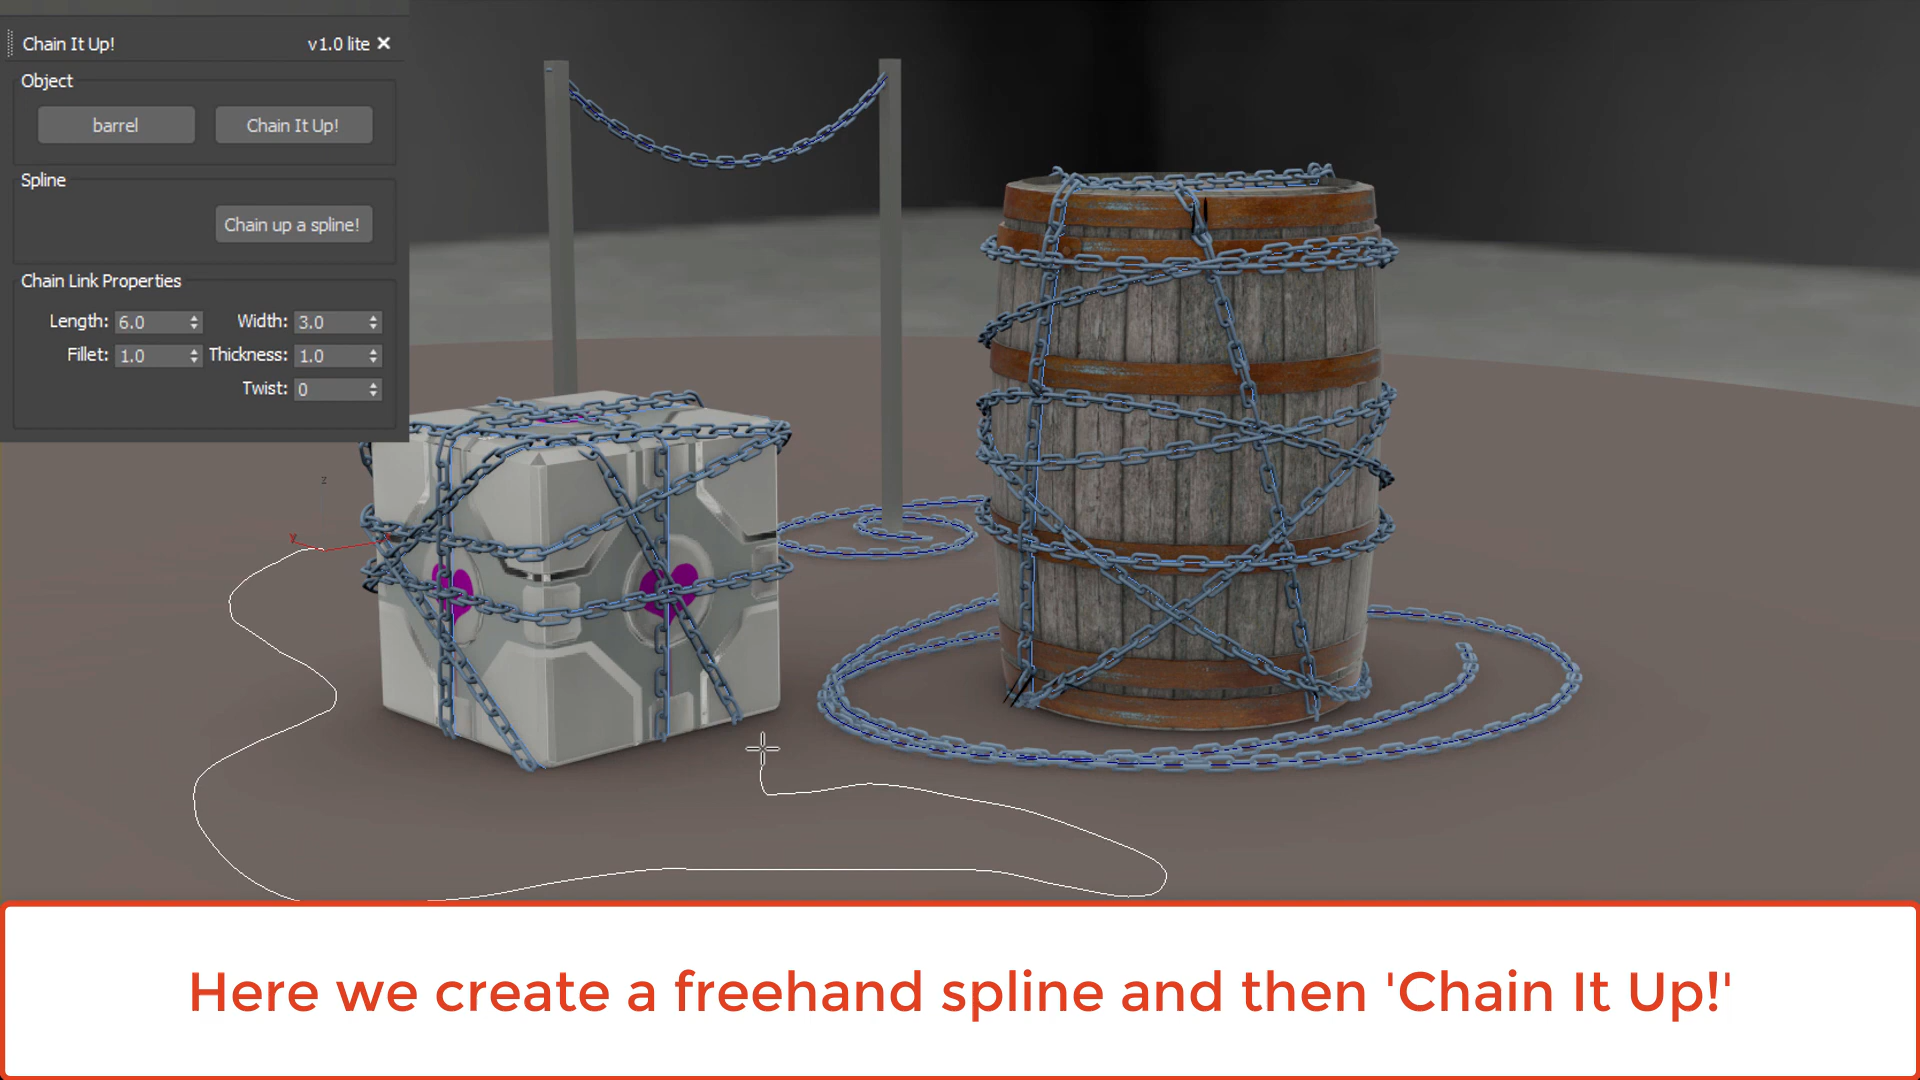 Chain It Up!
v1.0 lite
Object
barrel
Chain It Up!
Spline
Chain up a spline!
Chain Link Properties
Length: 6.0
Width: 3.0
Fillet: 1.0
Thickness: 1.0
Twist: 0
z
y
Here we create a freehand spline and then 'Chain It Up!'